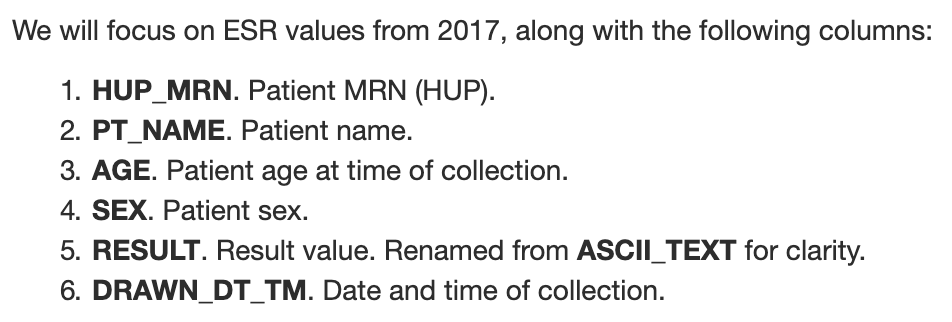 We will focus on ESR values from 2017, along with the following columns:
1. HUP_MRN. Patient MRN (HUP).
2. PT_NAME. Patient name.
3. AGE. Patient age at time of collection.
4. SEX. Patient sex.
5. RESULT. Result value. Renamed from ASCII_TEXT for clarity.
6. DRAWN_DT_TM. Date and time of collection.